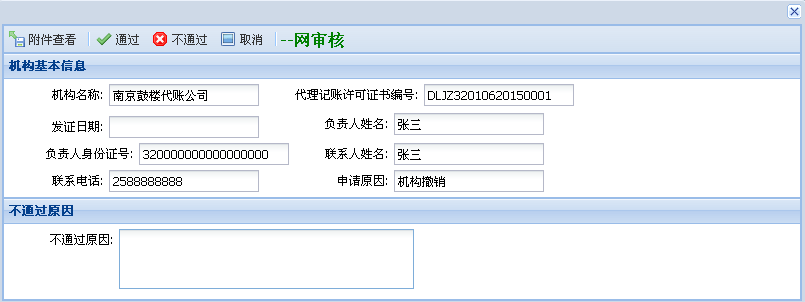 附件查看 通过 不通过 取消 --网审核
机构基本信息
机构名称: 南京鼓楼代账公司 代理记账许可证书编号: DLJZ32010620150001
发证日期: 负责人姓名: 张三
负责人身份证号: 320000000000000000 联系人姓名: 张三
联系电话: 2588888888 申请原因: 机构撤销
不通过原因
不通过原因: